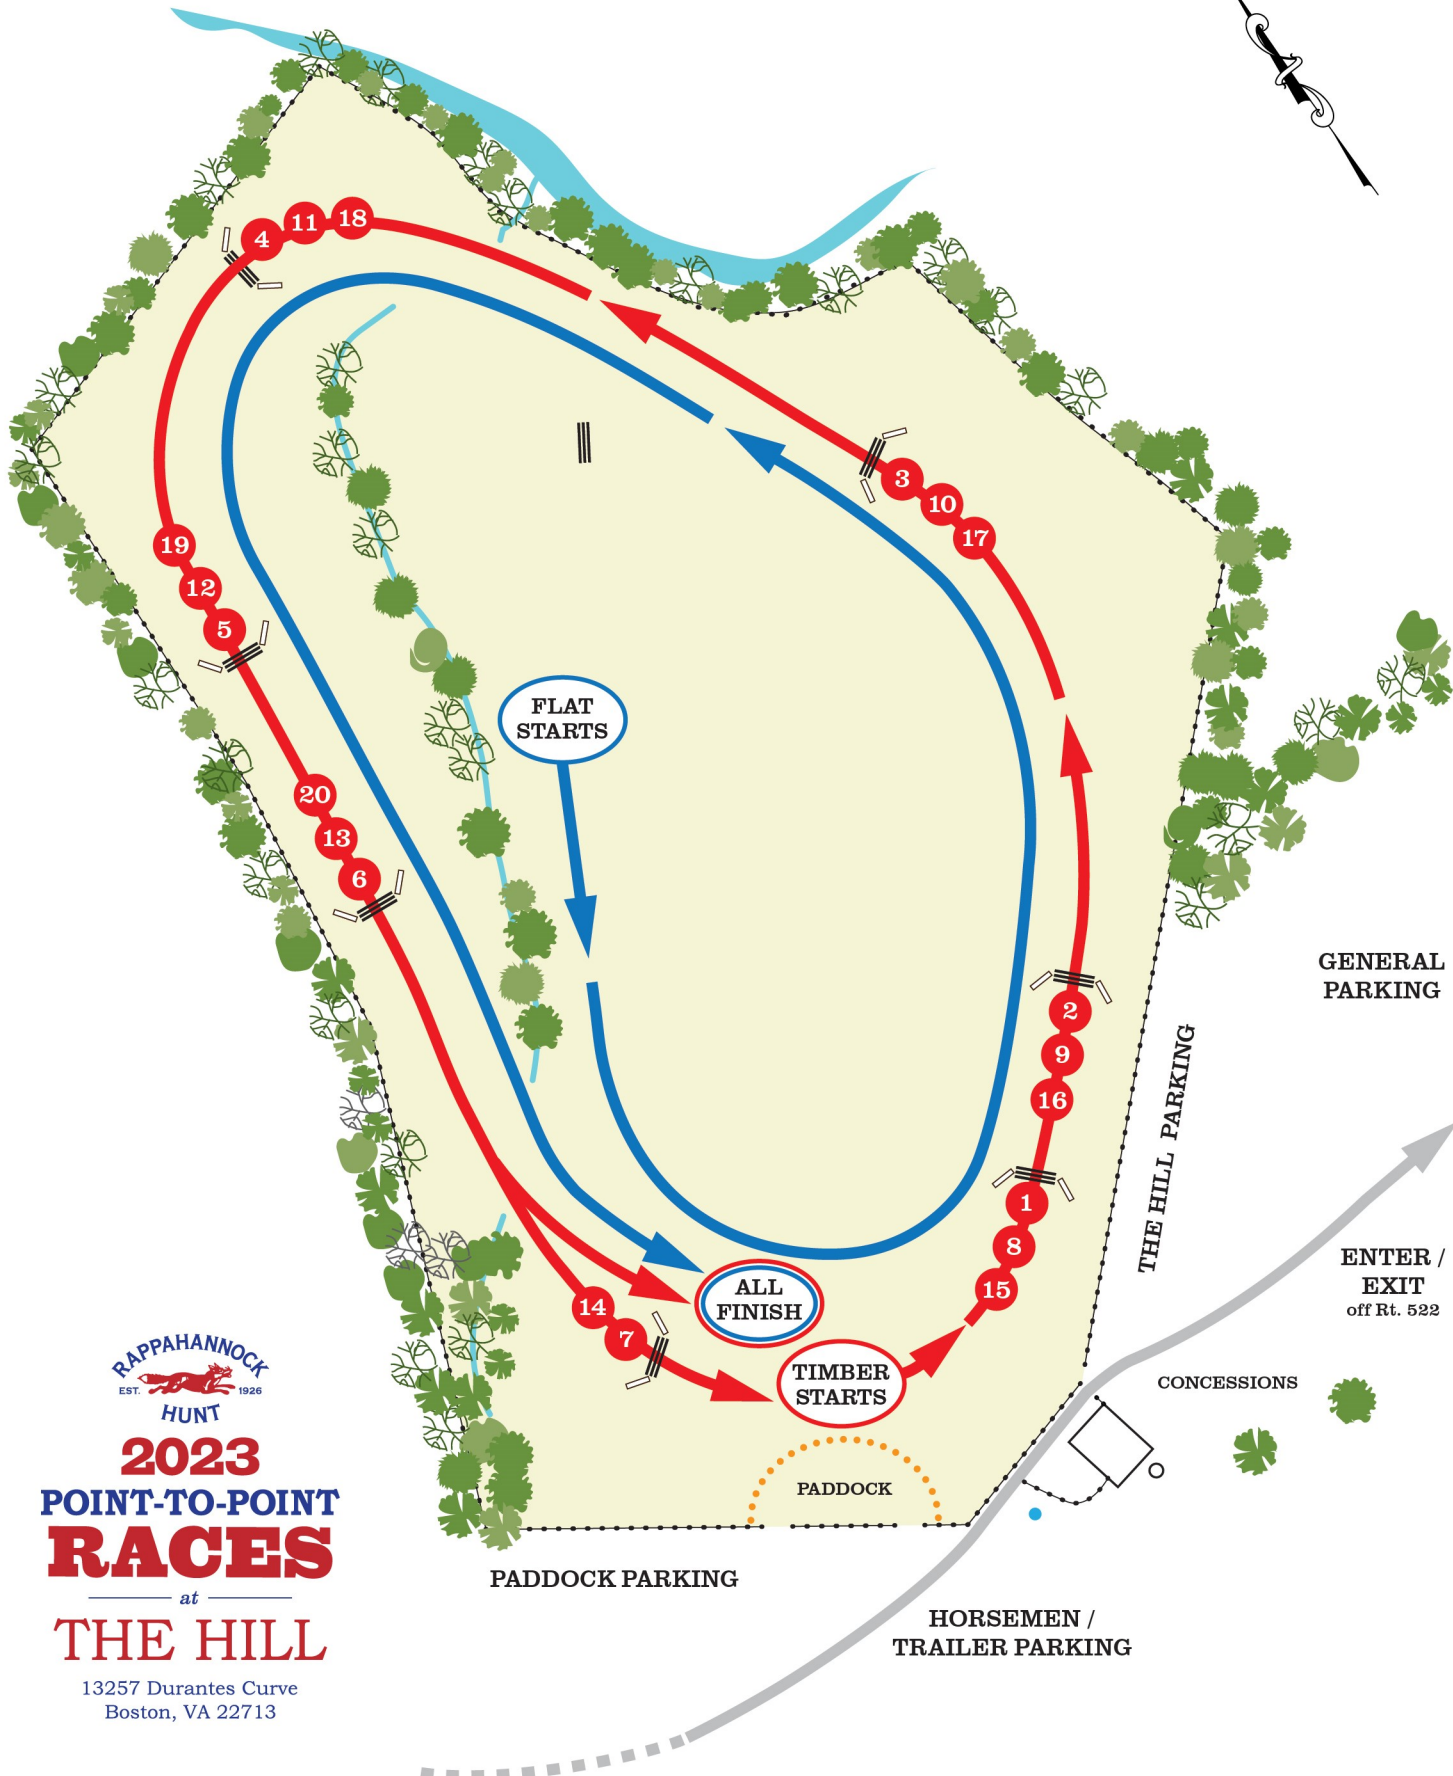 4
11
18
3
10
17
19
12
5
FLAT
STARTS
20
13
6
GENERAL
PARKING
2
9
16
THE HILL PARKING
1
8
15
ENTER /
EXIT
off Rt. 522
ALL
FINISH
14
7
TIMBER
STARTS
CONCESSIONS
PADDOCK
PADDOCK PARKING
HORSEMEN /
TRAILER PARKING
RAPPAHANNOCK
EST. 1926
HUNT
2023
POINT-TO-POINT
RACES
at
THE HILL
13257 Durantes Curve
Boston, VA 22713